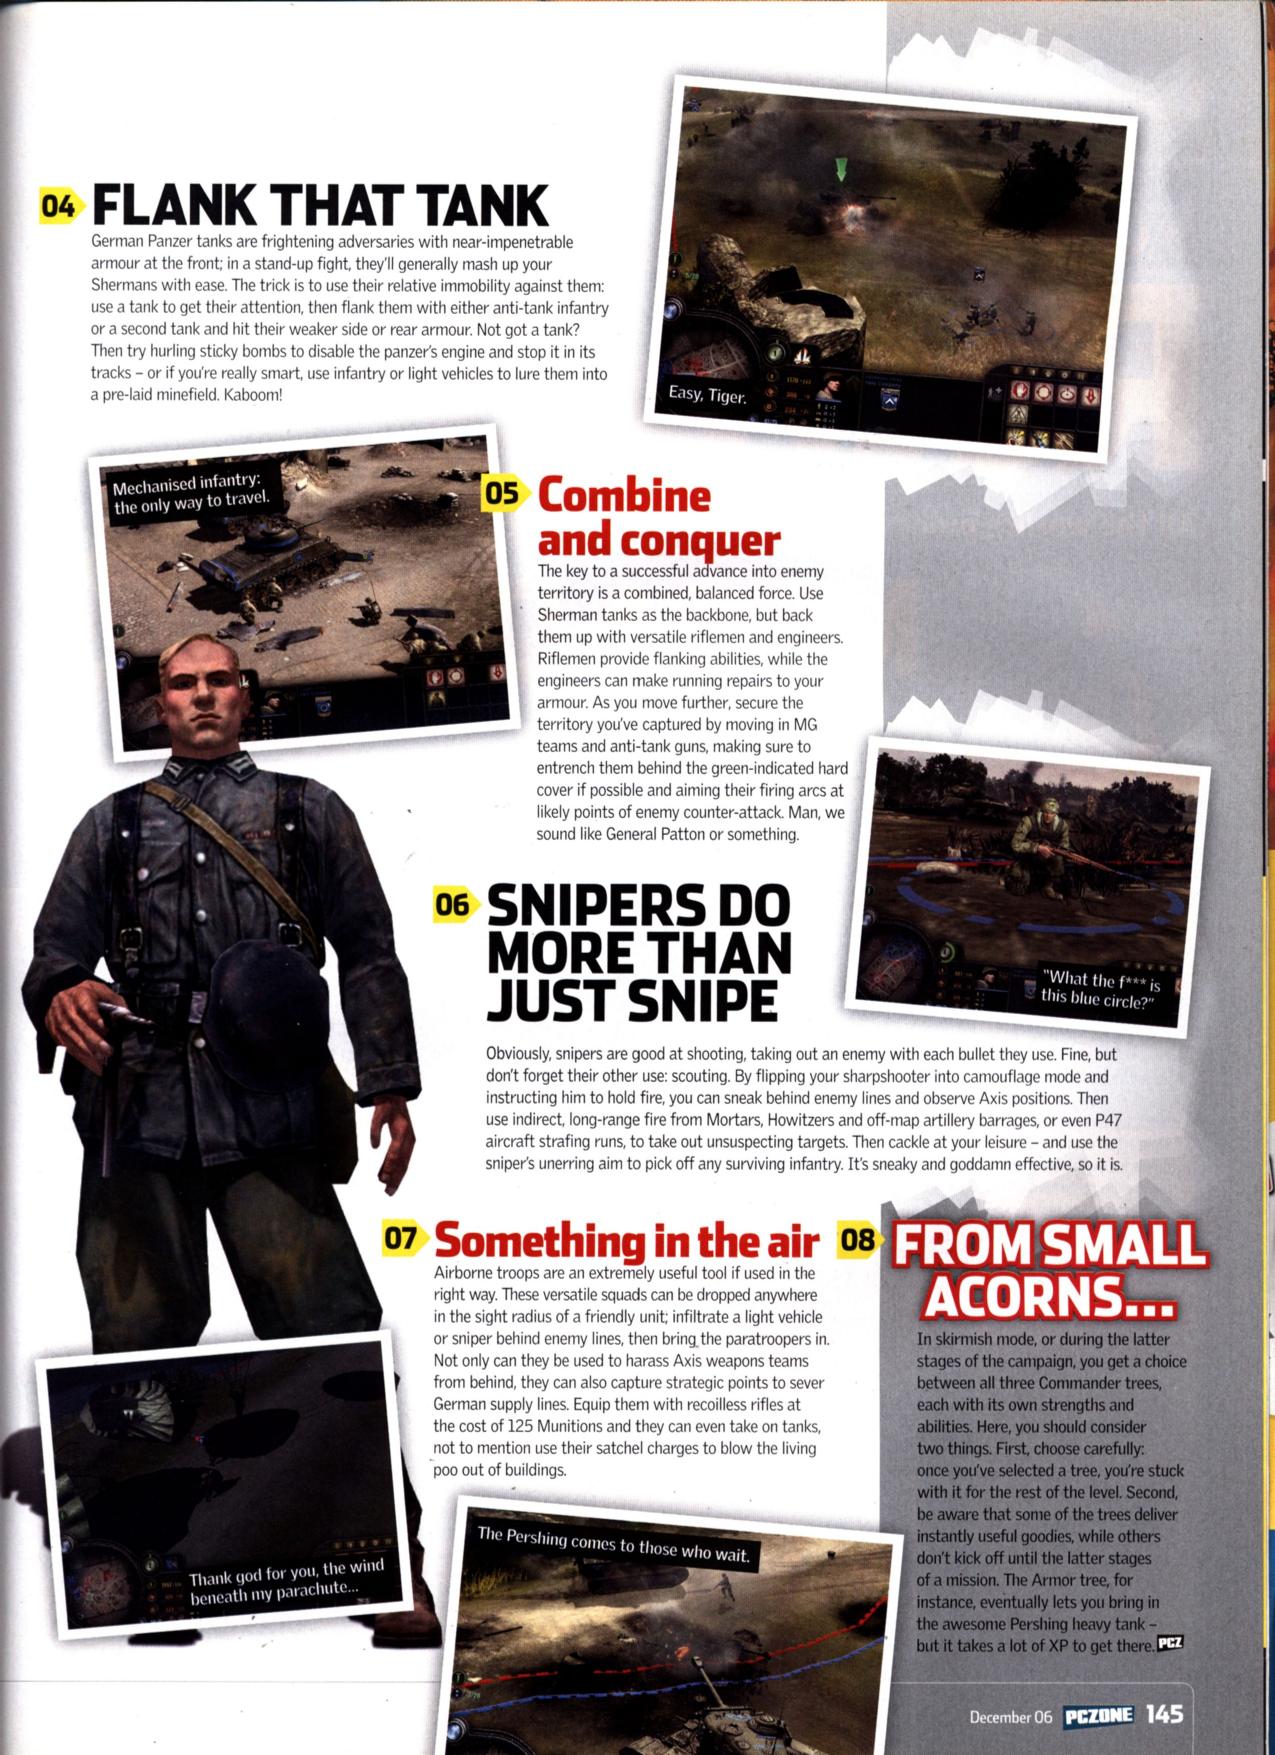 04 FLANK THAT TANK
German Panzer tanks are frightening adversaries with near-impenetrable
armour at the front; in a stand-up fight, they'll generally mash up your
Shermans with ease. The trick is to use their relative immobility against them:
use a tank to get their attention, then flank them with either anti-tank infantry
or a second tank and hit their weaker side or rear armour. Not got a tank?
Then try hurling sticky bombs to disable the panzer's engine and stop it in its
tracks – or if you're really smart, use infantry or light vehicles to lure them into
a pre-laid minefield. Kaboom!
Easy, Tiger.
Mechanised infantry:
the only way to travel.
05 Combine
and conquer
The key to a successful advance into enemy
territory is a combined, balanced force. Use
Sherman tanks as the backbone, but back
them up with versatile riflemen and engineers.
Riflemen provide flanking abilities, while the
engineers can make running repairs to your
armour. As you move further, secure the
territory you've captured by moving in MG
teams and anti-tank guns, making sure to
entrench them behind the green-indicated hard
cover if possible and aiming their firing arcs at
likely points of enemy counter-attack. Man, we
sound like General Patton or something.
"What the f*** is
this blue circle?"
06 SNIPERS DO
MORE THAN
JUST SNIPE
Obviously, snipers are good at shooting, taking out an enemy with each bullet they use. Fine, but
don't forget their other use: scouting. By flipping your sharpshooter into camouflage mode and
instructing him to hold fire, you can sneak behind enemy lines and observe Axis positions. Then
use indirect, long-range fire from Mortars, Howitzers and off-map artillery barrages, or even P47
aircraft strafing runs, to take out unsuspecting targets. Then cackle at your leisure – and use the
sniper's unerring aim to pick off any surviving infantry. It's sneaky and goddamn effective, so it is.
07 Something in the air
Airborne troops are an extremely useful tool if used in the
right way. These versatile squads can be dropped anywhere
in the sight radius of a friendly unit; infiltrate a light vehicle
or sniper behind enemy lines, then bring the paratroopers in.
Not only can they be used to harass Axis weapons teams
from behind, they can also capture strategic points to sever
German supply lines. Equip them with recoilless rifles at
the cost of 125 Munitions and they can even take on tanks,
not to mention use their satchel charges to blow the living
poo out of buildings.
Thank god for you, the wind
beneath my parachute...
The Pershing comes to those who wait.
08 FROM SMALL
ACORNS...
In skirmish mode, or during the latter
stages of the campaign, you get a choice
between all three Commander trees,
each with its own strengths and
abilities. Here, you should consider
two things. First, choose carefully:
once you've selected a tree, you're stuck
with it for the rest of the level. Second,
be aware that some of the trees deliver
instantly useful goodies, while others
don't kick off until the latter stages
of a mission. The Armor tree, for
instance, eventually lets you bring in
the awesome Pershing heavy tank –
but it takes a lot of XP to get there. PCZ
December 06 PCZONE 145